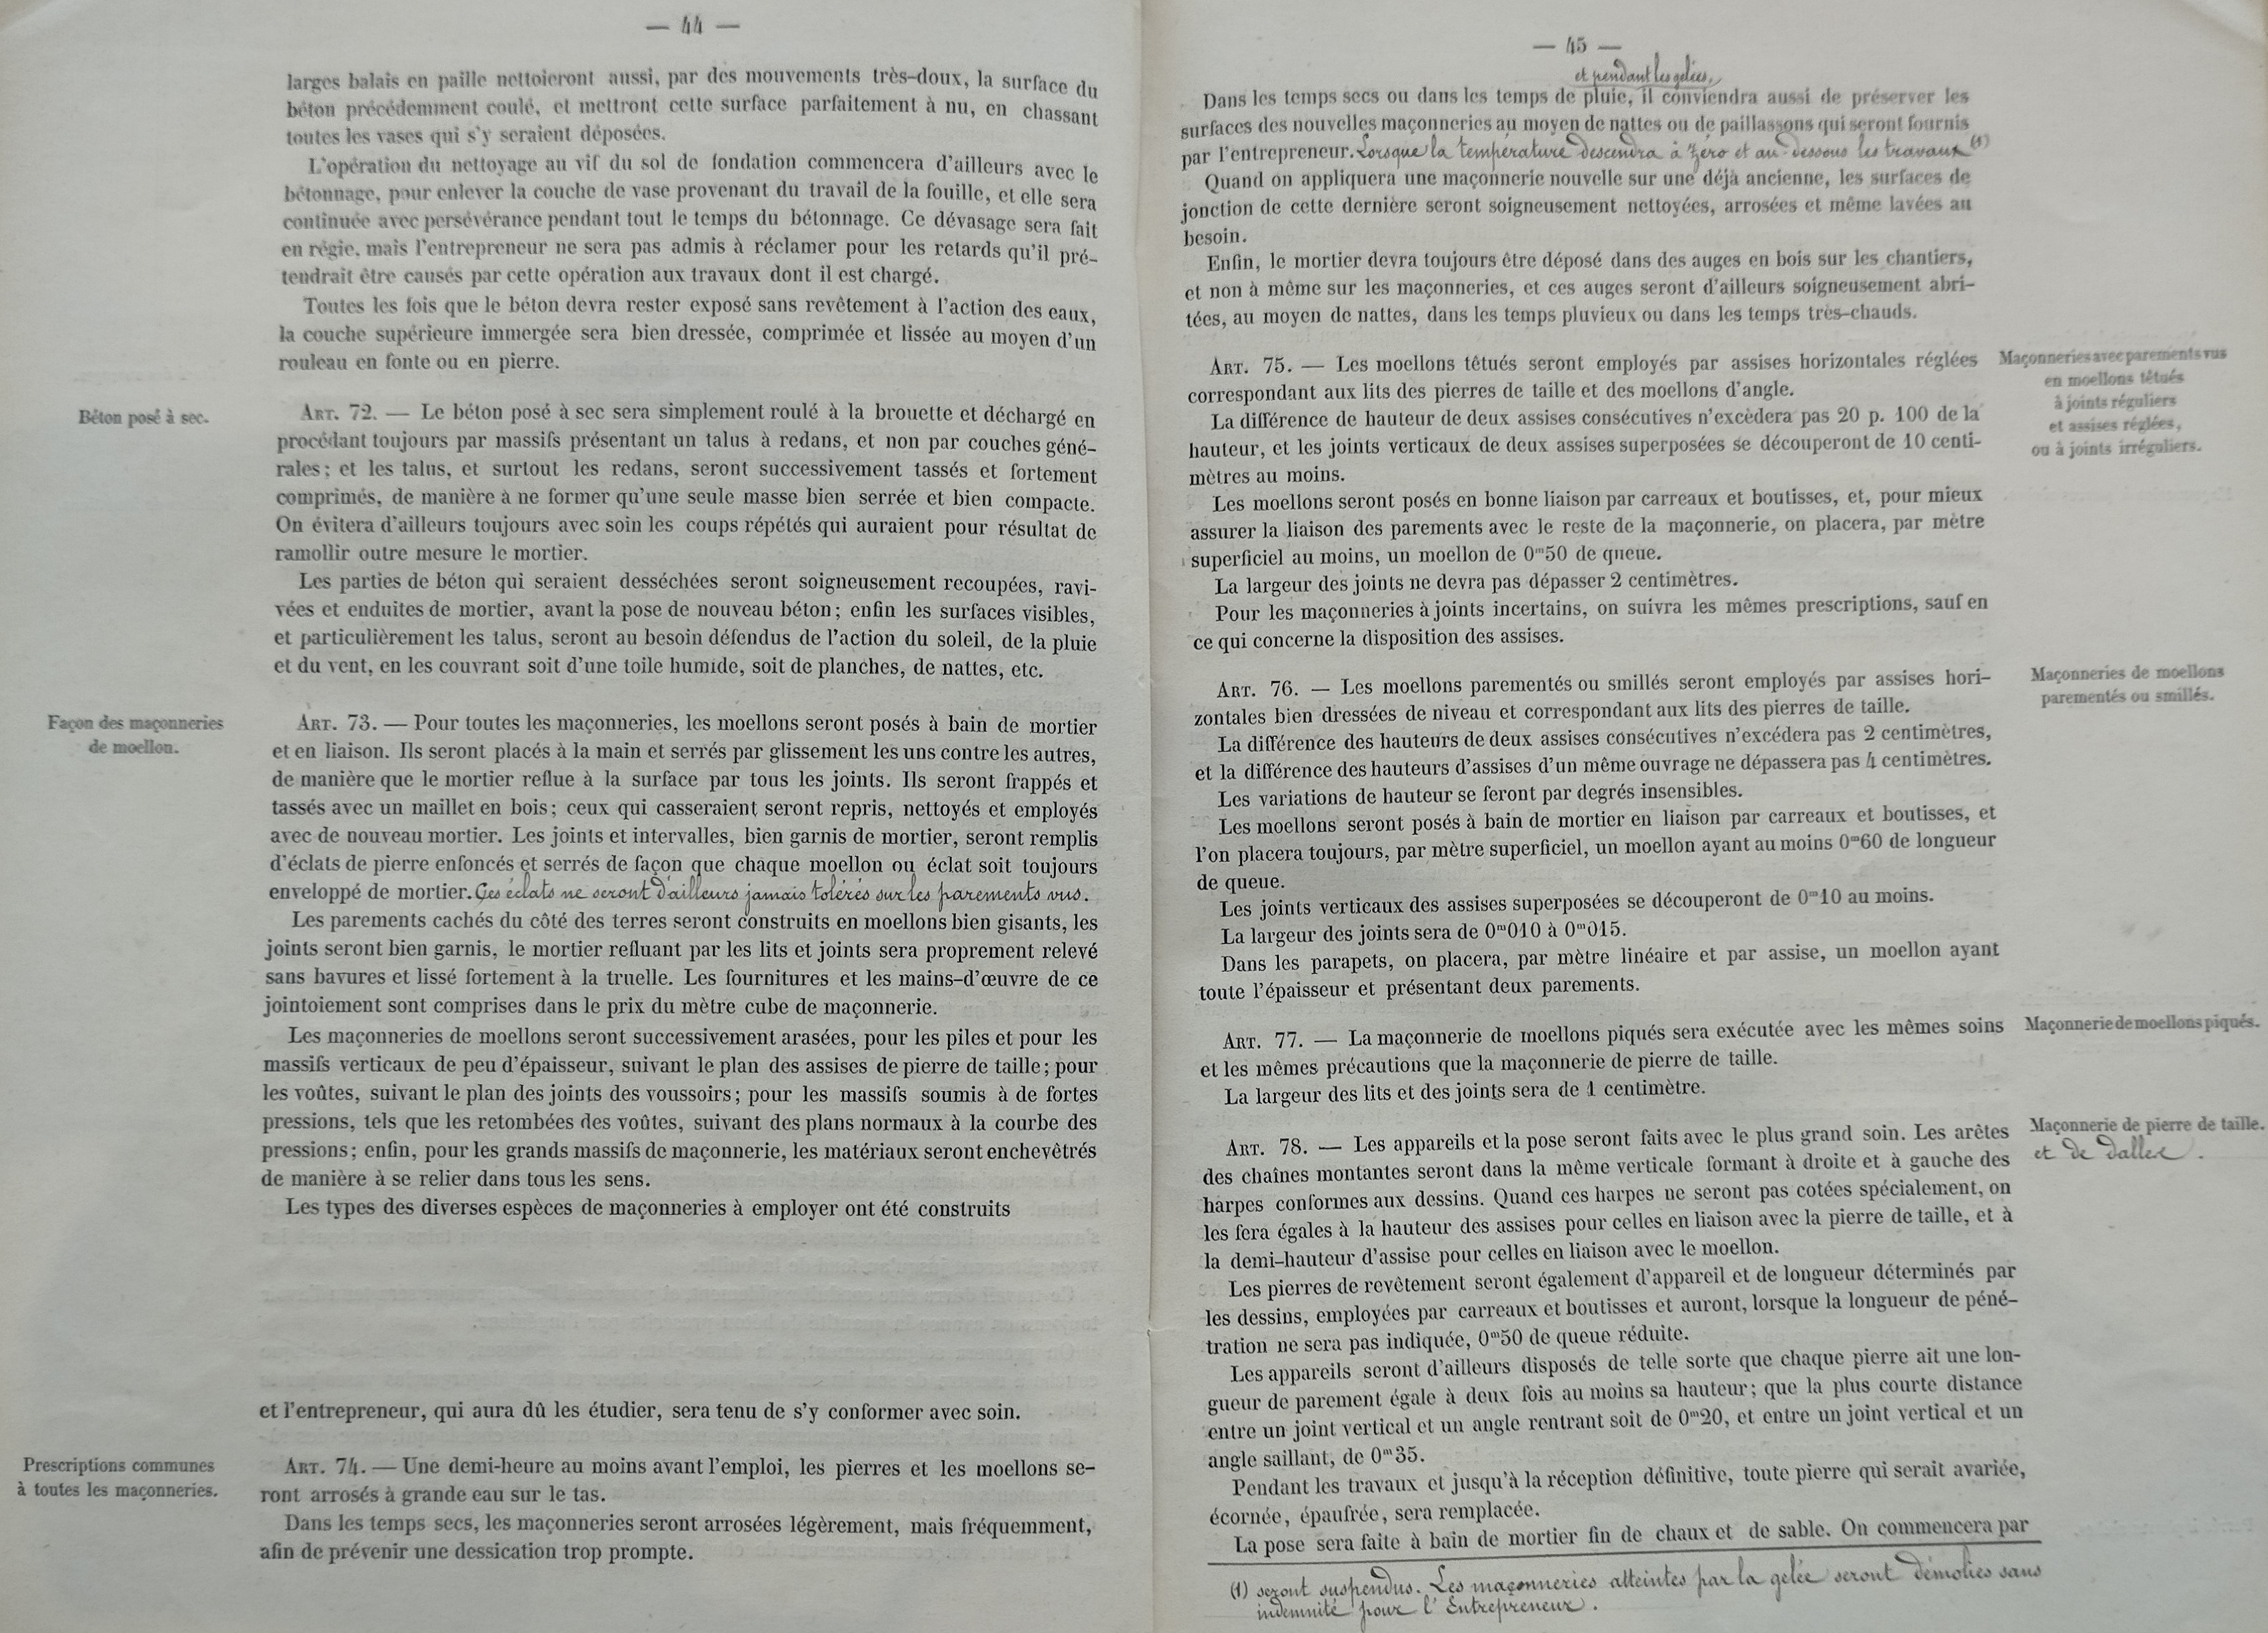 — 44 —
larges balais en paille nettoieront aussi, par des mouvements très-doux, la surface du
béton précédemment coulé, et mettront cette surface parfaitement à nu, en chassant
toutes les vases qui s'y seraient déposées.
L'opération du nettoyage au vif du sol de fondation commencera d'ailleurs avec le
bétonnage, pour enlever la couche de vase provenant du travail de la fouille, et elle sera
continuée avec persévérance pendant tout le temps du bétonnage. Ce dévasage sera fait
en régie, mais l'entrepreneur ne sera pas admis à réclamer pour les retards qu'il pré-
tendrait être causés par cette opération aux travaux dont il est chargé.
Toutes les fois que le béton devra rester exposé sans revêtement à l'action des eaux,
la couche supérieure immergée sera bien dressée, comprimée et lissée au moyen d'un
rouleau en fonte ou en pierre.
Béton posé à sec.
ART. 72. — Le béton posé à sec sera simplement roulé à la brouette et déchargé en
procédant toujours par massifs présentant un talus à redans, et non par couches géné-
rales; et les talus, et surtout les redans, seront successivement tassés et fortement
comprimés, de manière à ne former qu'une seule masse bien serrée et bien compacte.
On évitera d'ailleurs toujours avec soin les coups répétés qui auraient pour résultat de
ramollir outre mesure le mortier.
Les parties de béton qui seraient desséchées seront soigneusement recoupées, ravi-
vées et enduites de mortier, avant la pose de nouveau béton; enfin les surfaces visibles,
et particulièrement les talus, seront au besoin défendus de l'action du soleil, de la pluie
et du vent, en les couvrant soit d'une toile humide, soit de planches, de nattes, etc.
Façon des maçonneries
de moellon.
ART. 73. — Pour toutes les maçonneries, les moellons seront posés à bain de mortier
et en liaison. Ils seront placés à la main et serrés par glissement les uns contre les autres,
de manière que le mortier reflue à la surface par tous les joints. Ils seront frappés et
tassés avec un maillet en bois; ceux qui casseraient seront repris, nettoyés et employés
avec de nouveau mortier. Les joints et intervalles, bien garnis de mortier, seront remplis
d'éclats de pierre enfoncés et serrés de façon que chaque moellon ou éclat soit toujours
enveloppé de mortier. Ces éclats ne seront d'ailleurs jamais tolérés sur les parements vus.
Les parements cachés du côté des terres seront construits en moellons bien gisants, les
joints seront bien garnis, le mortier refluant par les lits et joints sera proprement relevé
sans bavures et lissé fortement à la truelle. Les fournitures et les mains-d'œuvre de ce
jointoiement sont comprises dans le prix du mètre cube de maçonnerie.
Les maçonneries de moellons seront successivement arasées, pour les piles et pour les
massifs verticaux de peu d'épaisseur, suivant le plan des assises de pierre de taille; pour
les voûtes, suivant le plan des joints des voussoirs; pour les massifs soumis à de fortes
pressions, tels que les retombées des voûtes, suivant des plans normaux à la courbe des
pressions; enfin, pour les grands massifs de maçonnerie, les matériaux seront enchevêtrés
de manière à se relier dans tous les sens.
Les types des diverses espèces de maçonneries à employer ont été construits
et l'entrepreneur, qui aura dû les étudier, sera tenu de s'y conformer avec soin.
Prescriptions communes
à toutes les maçonneries.
ART. 74. — Une demi-heure au moins avant l'emploi, les pierres et les moellons se-
ront arrosés à grande eau sur le tas.
Dans les temps secs, les maçonneries seront arrosées légèrement, mais fréquemment,
afin de prévenir une dessication trop prompte.
— 45 —
et pendant les gelées,
Dans les temps secs ou dans les temps de pluie, il conviendra aussi de préserver les
surfaces des nouvelles maçonneries au moyen de nattes ou de paillassons qui seront fournis
par l'entrepreneur. Lorsque la température descendra à zéro et au-dessous les travaux (1)
Quand on appliquera une maçonnerie nouvelle sur une déjà ancienne, les surfaces de
jonction de cette dernière seront soigneusement nettoyées, arrosées et même lavées au
besoin.
Enfin, le mortier devra toujours être déposé dans des auges en bois sur les chantiers,
et non à même sur les maçonneries, et ces auges seront d'ailleurs soigneusement abri-
tées, au moyen de nattes, dans les temps pluvieux ou dans les temps très-chauds.
ART. 75. — Les moellons têtués seront employés par assises horizontales réglées
correspondant aux lits des pierres de taille et des moellons d'angle.
La différence de hauteur de deux assises consécutives n'excèdera pas 20 p. 100 de la
hauteur, et les joints verticaux de deux assises superposées se découperont de 10 centi-
mètres au moins.
Les moellons seront posés en bonne liaison par carreaux et boutisses, et, pour mieux
assurer la liaison des parements avec le reste de la maçonnerie, on placera, par mètre
superficiel au moins, un moellon de 0m50 de queue.
La largeur des joints ne devra pas dépasser 2 centimètres.
Pour les maçonneries à joints incertains, on suivra les mêmes prescriptions, sauf en
ce qui concerne la disposition des assises.
Maçonneries avec parements vus
en moellons têtués
à joints réguliers
et assises réglées,
ou à joints irréguliers.
ART. 76. — Les moellons parementés ou smillés seront employés par assises hori-
zontales bien dressées de niveau et correspondant aux lits des pierres de taille.
La différence des hauteurs de deux assises consécutives n'excédera pas 2 centimètres,
et la différence des hauteurs d'assises d'un même ouvrage ne dépassera pas 4 centimètres.
Les variations de hauteur se feront par degrés insensibles.
Les moellons seront posés à bain de mortier en liaison par carreaux et boutisses, et
l'on placera toujours, par mètre superficiel, un moellon ayant au moins 0m60 de longueur
de queue.
Les joints verticaux des assises superposées se découperont de 0m10 au moins.
La largeur des joints sera de 0m010 à 0m015.
Dans les parapets, on placera, par mètre linéaire et par assise, un moellon ayant
toute l'épaisseur et présentant deux parements.
Maçonneries de moellons
parementés ou smillés.
ART. 77. — La maçonnerie de moellons piqués sera exécutée avec les mêmes soins
et les mêmes précautions que la maçonnerie de pierre de taille.
La largeur des lits et des joints sera de 1 centimètre.
Maçonnerie de moellons piqués.
ART. 78. — Les appareils et la pose seront faits avec le plus grand soin. Les arêtes
des chaînes montantes seront dans la même verticale formant à droite et à gauche des
harpes conformes aux dessins. Quand ces harpes ne seront pas cotées spécialement, on
les fera égales à la hauteur des assises pour celles en liaison avec la pierre de taille, et à
la demi-hauteur d'assise pour celles en liaison avec le moellon.
Les pierres de revêtement seront également d'appareil et de longueur déterminés par
les dessins, employées par carreaux et boutisses et auront, lorsque la longueur de péné-
tration ne sera pas indiquée, 0m50 de queue réduite.
Les appareils seront d'ailleurs disposés de telle sorte que chaque pierre ait une lon-
gueur de parement égale à deux fois au moins sa hauteur; que la plus courte distance
entre un joint vertical et un angle rentrant soit de 0m20, et entre un joint vertical et un
angle saillant, de 0m35.
Pendant les travaux et jusqu'à la réception définitive, toute pierre qui serait avariée,
écornée, épaufrée, sera remplacée.
La pose sera faite à bain de mortier fin de chaux et de sable. On commencera par
Maçonnerie de pierre de taille.
et de dalles.
(1) seront suspendus. Les maçonneries atteintes par la gelée seront démolies sans
indemnité pour l'Entrepreneur.